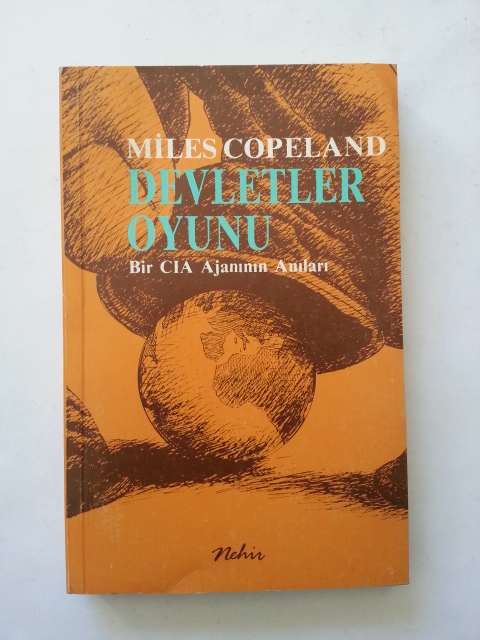 MİLES COPELAND
DEVLETLER
OYUNU
Bir CIA Ajanının Anıları
Nehir